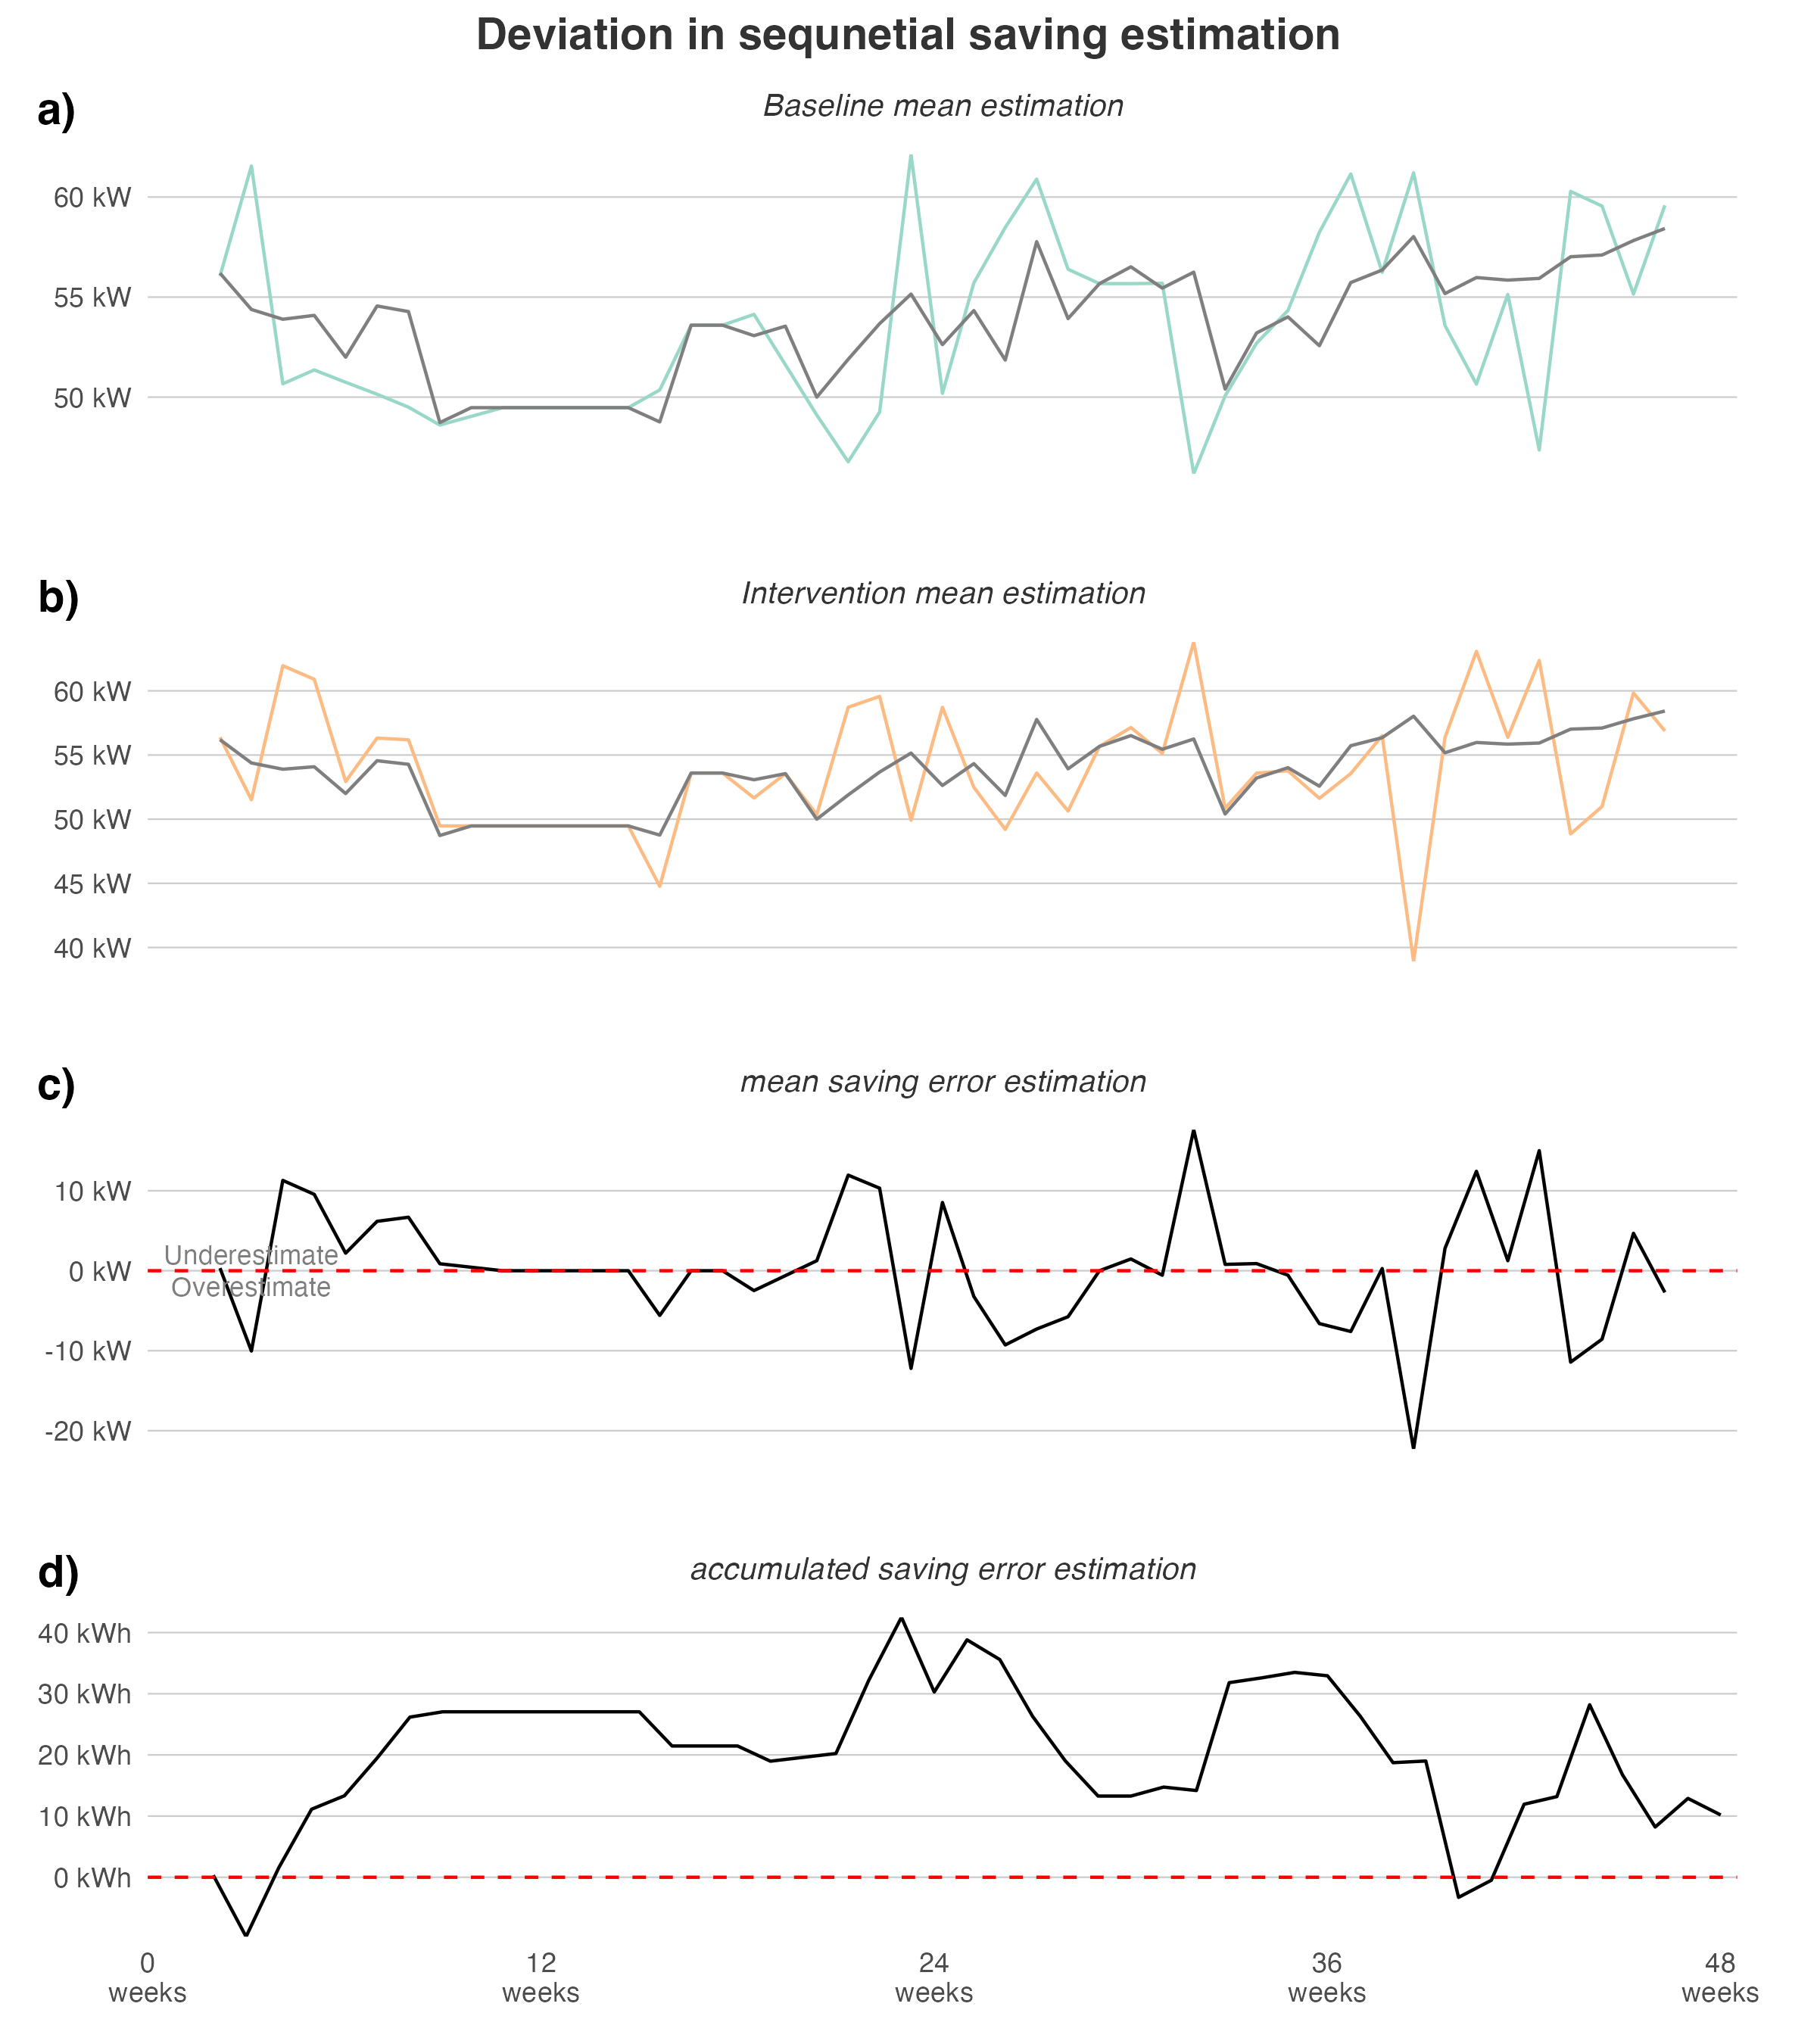 Deviation in sequnetial saving estimation
a)
Baseline mean estimation
60 kW
55 kW
50 kW
b)
Intervention mean estimation
60 kW
55 kW
50 kW
45 kW
40 kW
c)
mean saving error estimation
10 kW
Underestimate
0 kW
Overestimate
-10 kW
-20 kW
d)
accumulated saving error estimation
40 kWh
30 kWh
20 kWh
10 kWh
0 kWh
0 12 24 36 48
weeks weeks weeks weeks weeks